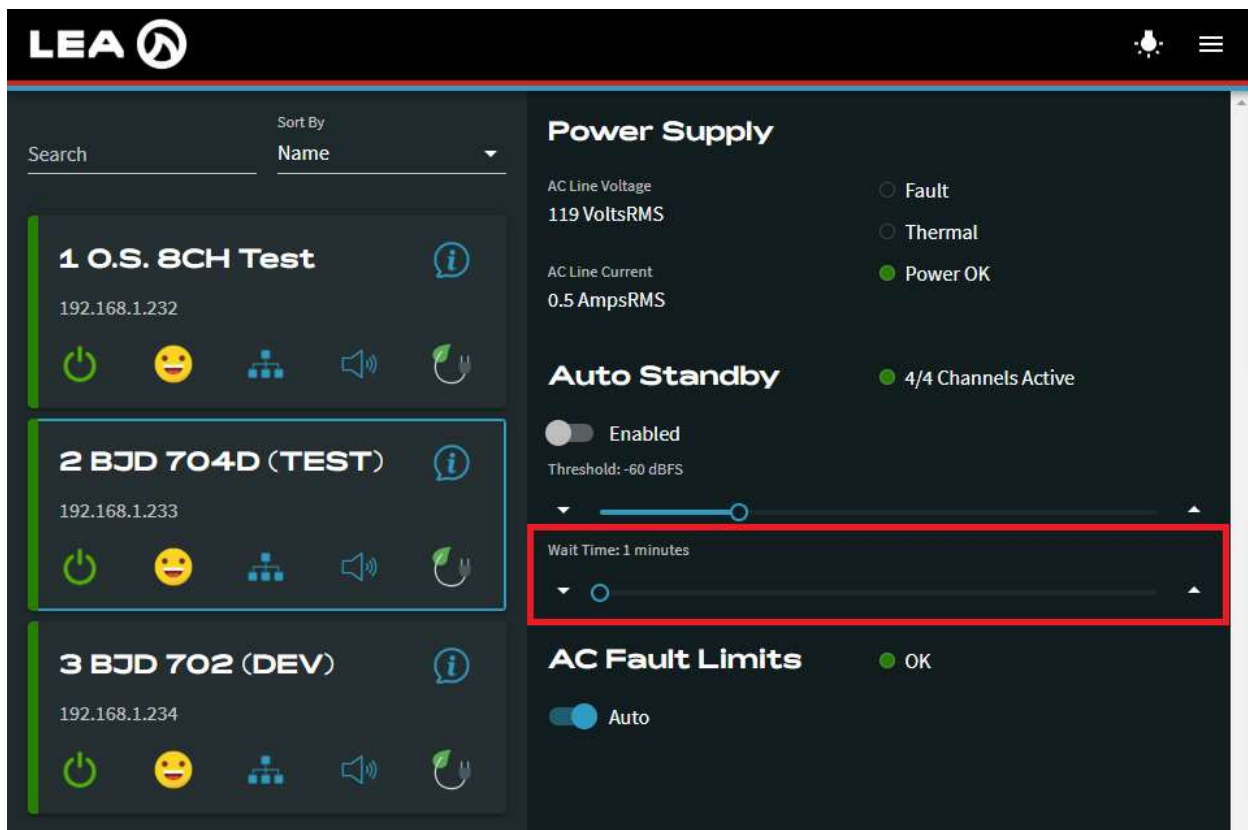 LEA
Search
Sort By
Name
1 O.S. 8CH Test
192.168.1.232
2 BJD 704D (TEST)
192.168.1.233
3 BJD 702 (DEV)
192.168.1.234
Power Supply
AC Line Voltage
119 VoltsRMS
AC Line Current
0.5 AmpsRMS
Fault
Thermal
Power OK
Auto Standby
4/4 Channels Active
Enabled
Threshold: -60 dBFS
Wait Time: 1 minutes
AC Fault Limits
OK
Auto